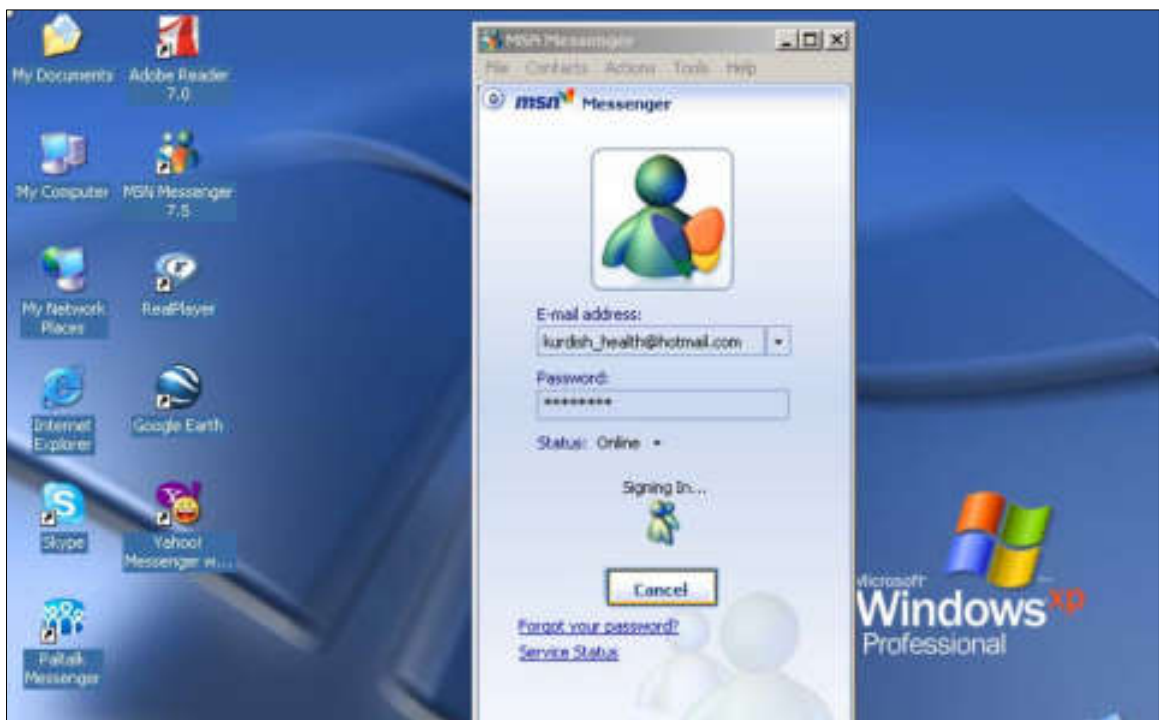 My Documents
Adobe Reader
7.0
My Computer
MSN Messenger
7.5
My Network
Places
RealPlayer
Internet
Explorer
Google Earth
Skype
Yahoo!
Messenger w...
Paltalk
Messenger
MSN Messenger
File Contacts Actions Tools Help
msn Messenger
E-mail address:
kurdish_health@hotmail.com
Password:
********
Status: Online
Signing In...
Cancel
Forgot your password?
Service Status
Microsoft
Windows xp
Professional